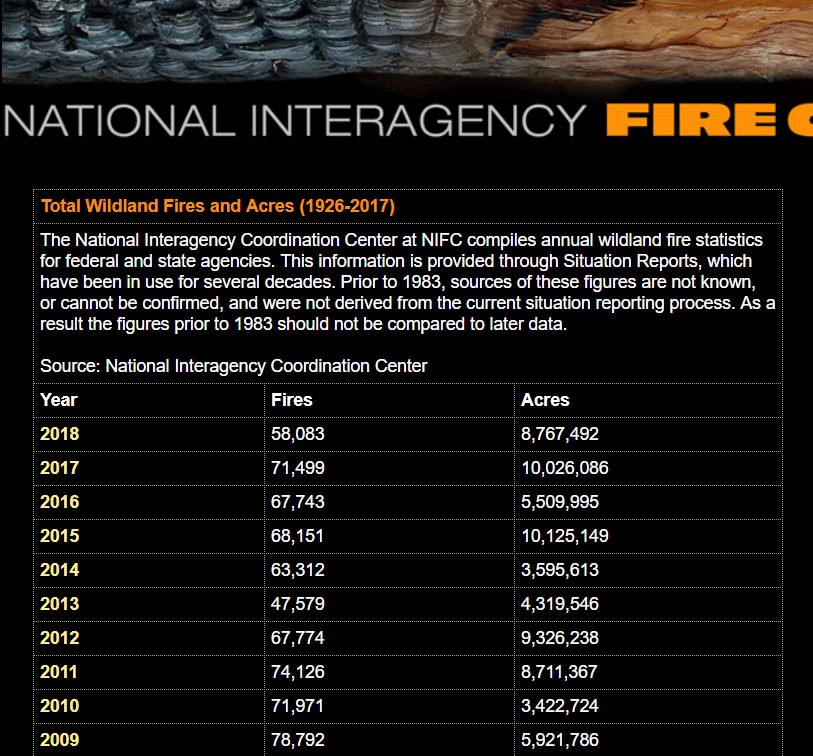 NATIONAL INTERAGENCY FIRE
Total Wildland Fires and Acres (1926-2017)
The National Interagency Coordination Center at NIFC compiles annual wildland fire statistics
for federal and state agencies. This information is provided through Situation Reports, which
have been in use for several decades. Prior to 1983, sources of these figures are not known,
or cannot be confirmed, and were not derived from the current situation reporting process. As a
result the figures prior to 1983 should not be compared to later data.
Source: National Interagency Coordination Center
Year Fires Acres
2018 58,083 8,767,492
2017 71,499 10,026,086
2016 67,743 5,509,995
2015 68,151 10,125,149
2014 63,312 3,595,613
2013 47,579 4,319,546
2012 67,774 9,326,238
2011 74,126 8,711,367
2010 71,971 3,422,724
2009 78,792 5,921,786